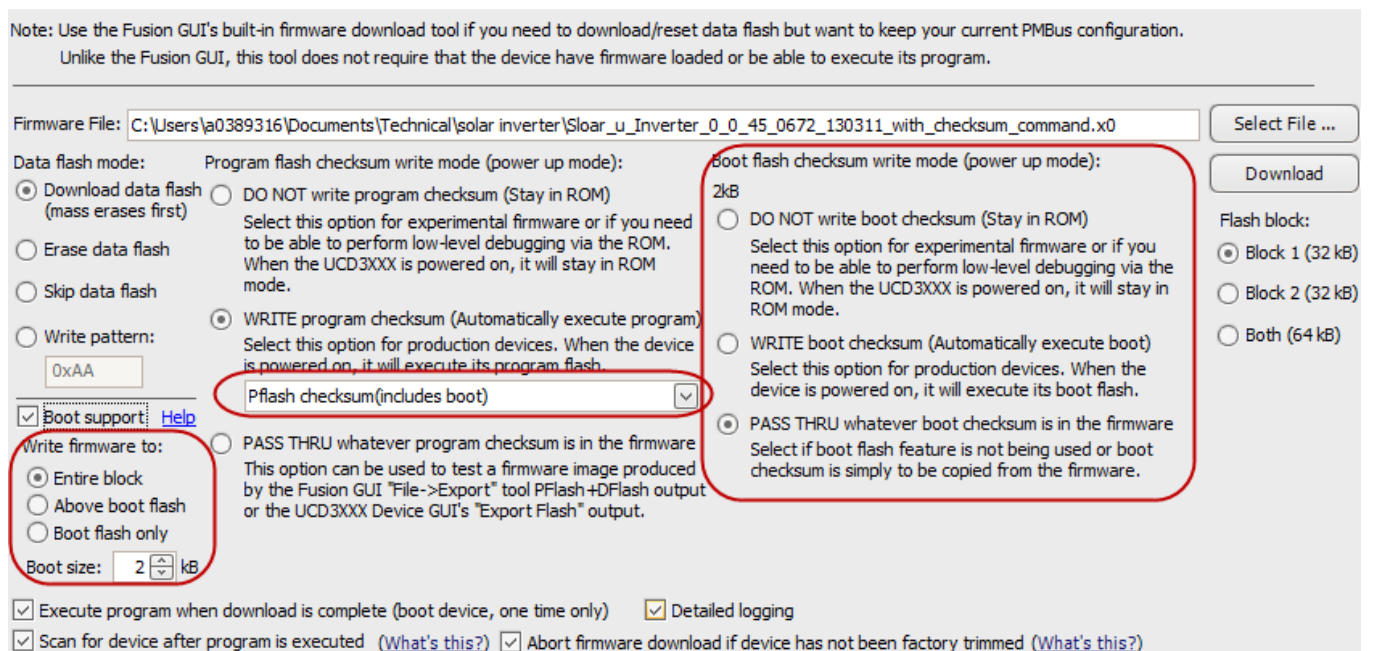 Note: Use the Fusion GUI's built-in firmware download tool if you need to download/reset data flash but want to keep your current PMBus configuration.
Unlike the Fusion GUI, this tool does not require that the device have firmware loaded or be able to execute its program.
Firmware File: C:\Users\a0389316\Documents\Technical\solar inverter\Sloar_u_Inverter_0_0_45_0672_130311_with_checksum_command.x0
Select File ...
Data flash mode:
Download data flash
(mass erases first)
Erase data flash
Skip data flash
Write pattern:
0xAA
Boot support Help
Write firmware to:
Entire block
Above boot flash
Boot flash only
Boot size: 2 kB
Program flash checksum write mode (power up mode):
DO NOT write program checksum (Stay in ROM)
Select this option for experimental firmware or if you need
to be able to perform low-level debugging via the ROM.
When the UCD3XXX is powered on, it will stay in ROM
mode.
WRITE program checksum (Automatically execute program)
Select this option for production devices. When the device
is powered on, it will execute its program flash.
Pflash checksum(includes boot)
PASS THRU whatever program checksum is in the firmware
This option can be used to test a firmware image produced
by the Fusion GUI "File->Export" tool PFlash+DFlash output
or the UCD3XXX Device GUI's "Export Flash" output.
Boot flash checksum write mode (power up mode):
2kB
DO NOT write boot checksum (Stay in ROM)
Select this option for experimental firmware or if you
need to be able to perform low-level debugging via the
ROM. When the UCD3XXX is powered on, it will stay in
ROM mode.
WRITE boot checksum (Automatically execute boot)
Select this option for production devices. When the
device is powered on, it will execute its boot flash.
PASS THRU whatever boot checksum is in the firmware
Select if boot flash feature is not being used or boot
checksum is simply to be copied from the firmware.
Download
Flash block:
Block 1 (32 kB)
Block 2 (32 kB)
Both (64 kB)
Execute program when download is complete (boot device, one time only) Detailed logging
Scan for device after program is executed (What's this?) Abort firmware download if device has not been factory trimmed (What's this?)